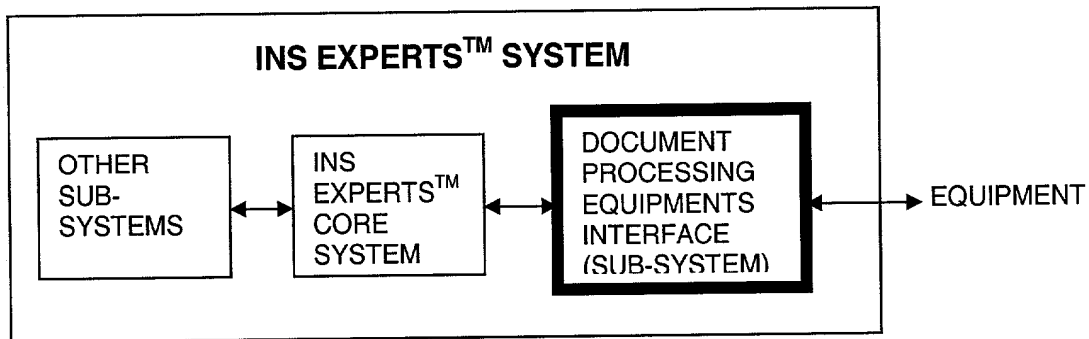 INS EXPERTS™ SYSTEM
OTHER
SUB-
SYSTEMS
INS
EXPERTS™
CORE
SYSTEM
DOCUMENT
PROCESSING
EQUIPMENTS
INTERFACE
(SUB-SYSTEM)
EQUIPMENT